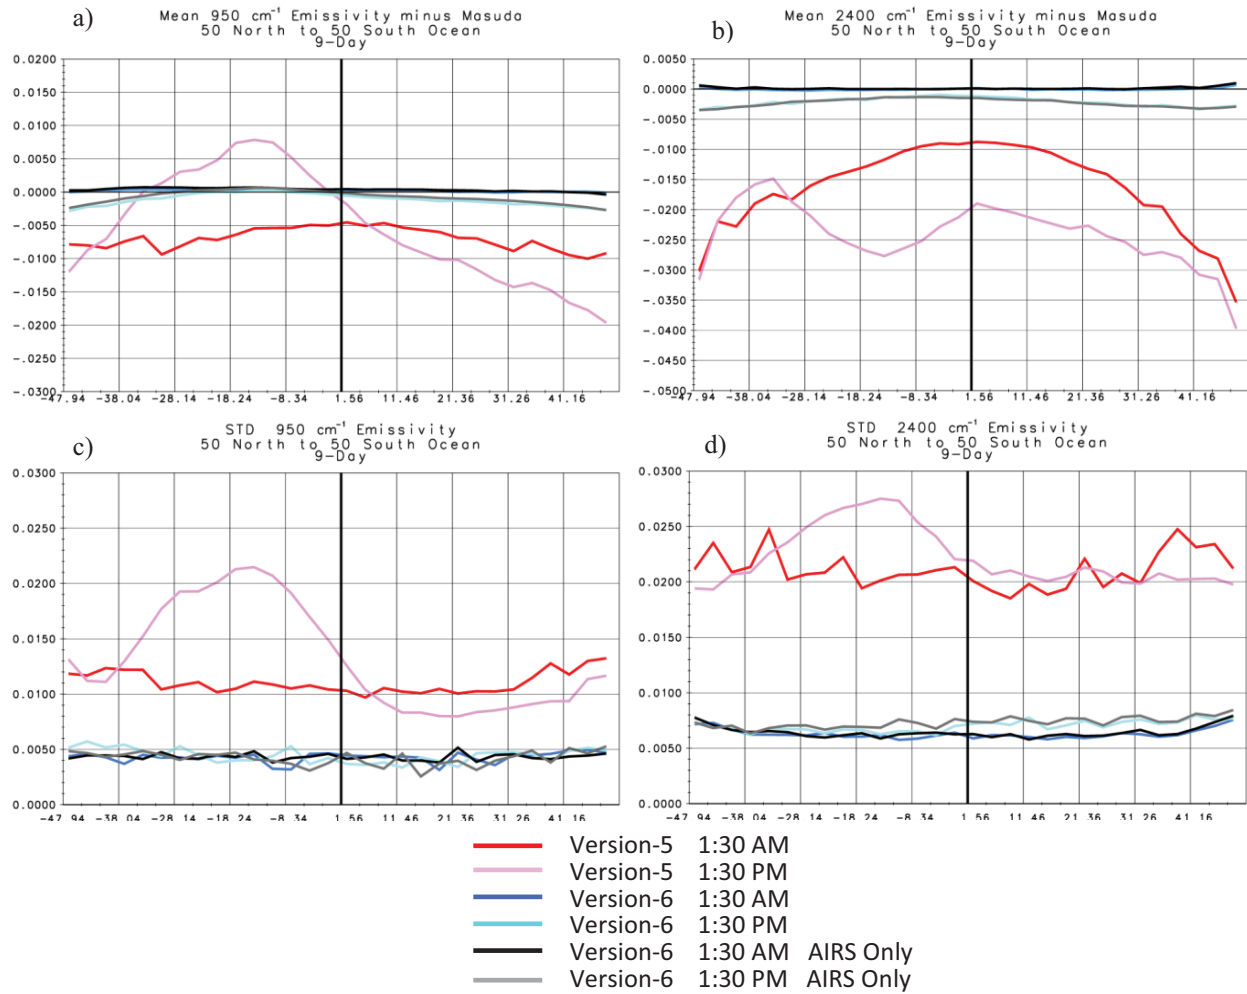 a)
Mean 950 cm⁻¹ Emissivity minus Masuda
50 North to 50 South Ocean
9-Day
0.0200
0.0150
0.0100
0.0050
0.0000
-.0050
-.0100
-.0150
-.0200
-.0250
-.0300
-47.94 -38.04 -28.14 -18.24 -8.34 1.56 11.46 21.36 31.26 41.16
b)
Mean 2400 cm⁻¹ Emissivity minus Masuda
50 North to 50 South Ocean
9-Day
0.0050
0.0000
-.0050
-.0100
-.0150
-.0200
-.0250
-.0300
-.0350
-.0400
-.0450
-.0500
-47.94 -38.04 -28.14 -18.24 -8.34 1.56 11.46 21.36 31.26 41.16
c)
STD 950 cm⁻¹ Emissivity
50 North to 50 South Ocean
9-Day
0.0300
0.0250
0.0200
0.0150
0.0100
0.0050
0.0000
-47.94 -38.04 -28.14 -18.24 -8.34 1.56 11.46 21.36 31.26 41.16
d)
STD 2400 cm⁻¹ Emissivity
50 North to 50 South Ocean
9-Day
0.0300
0.0250
0.0200
0.0150
0.0100
0.0050
0.0000
-47.94 -38.04 -28.14 -18.24 -8.34 1.56 11.46 21.36 31.26 41.16
Version-5 1:30 AM
Version-5 1:30 PM
Version-6 1:30 AM
Version-6 1:30 PM
Version-6 1:30 AM AIRS Only
Version-6 1:30 PM AIRS Only